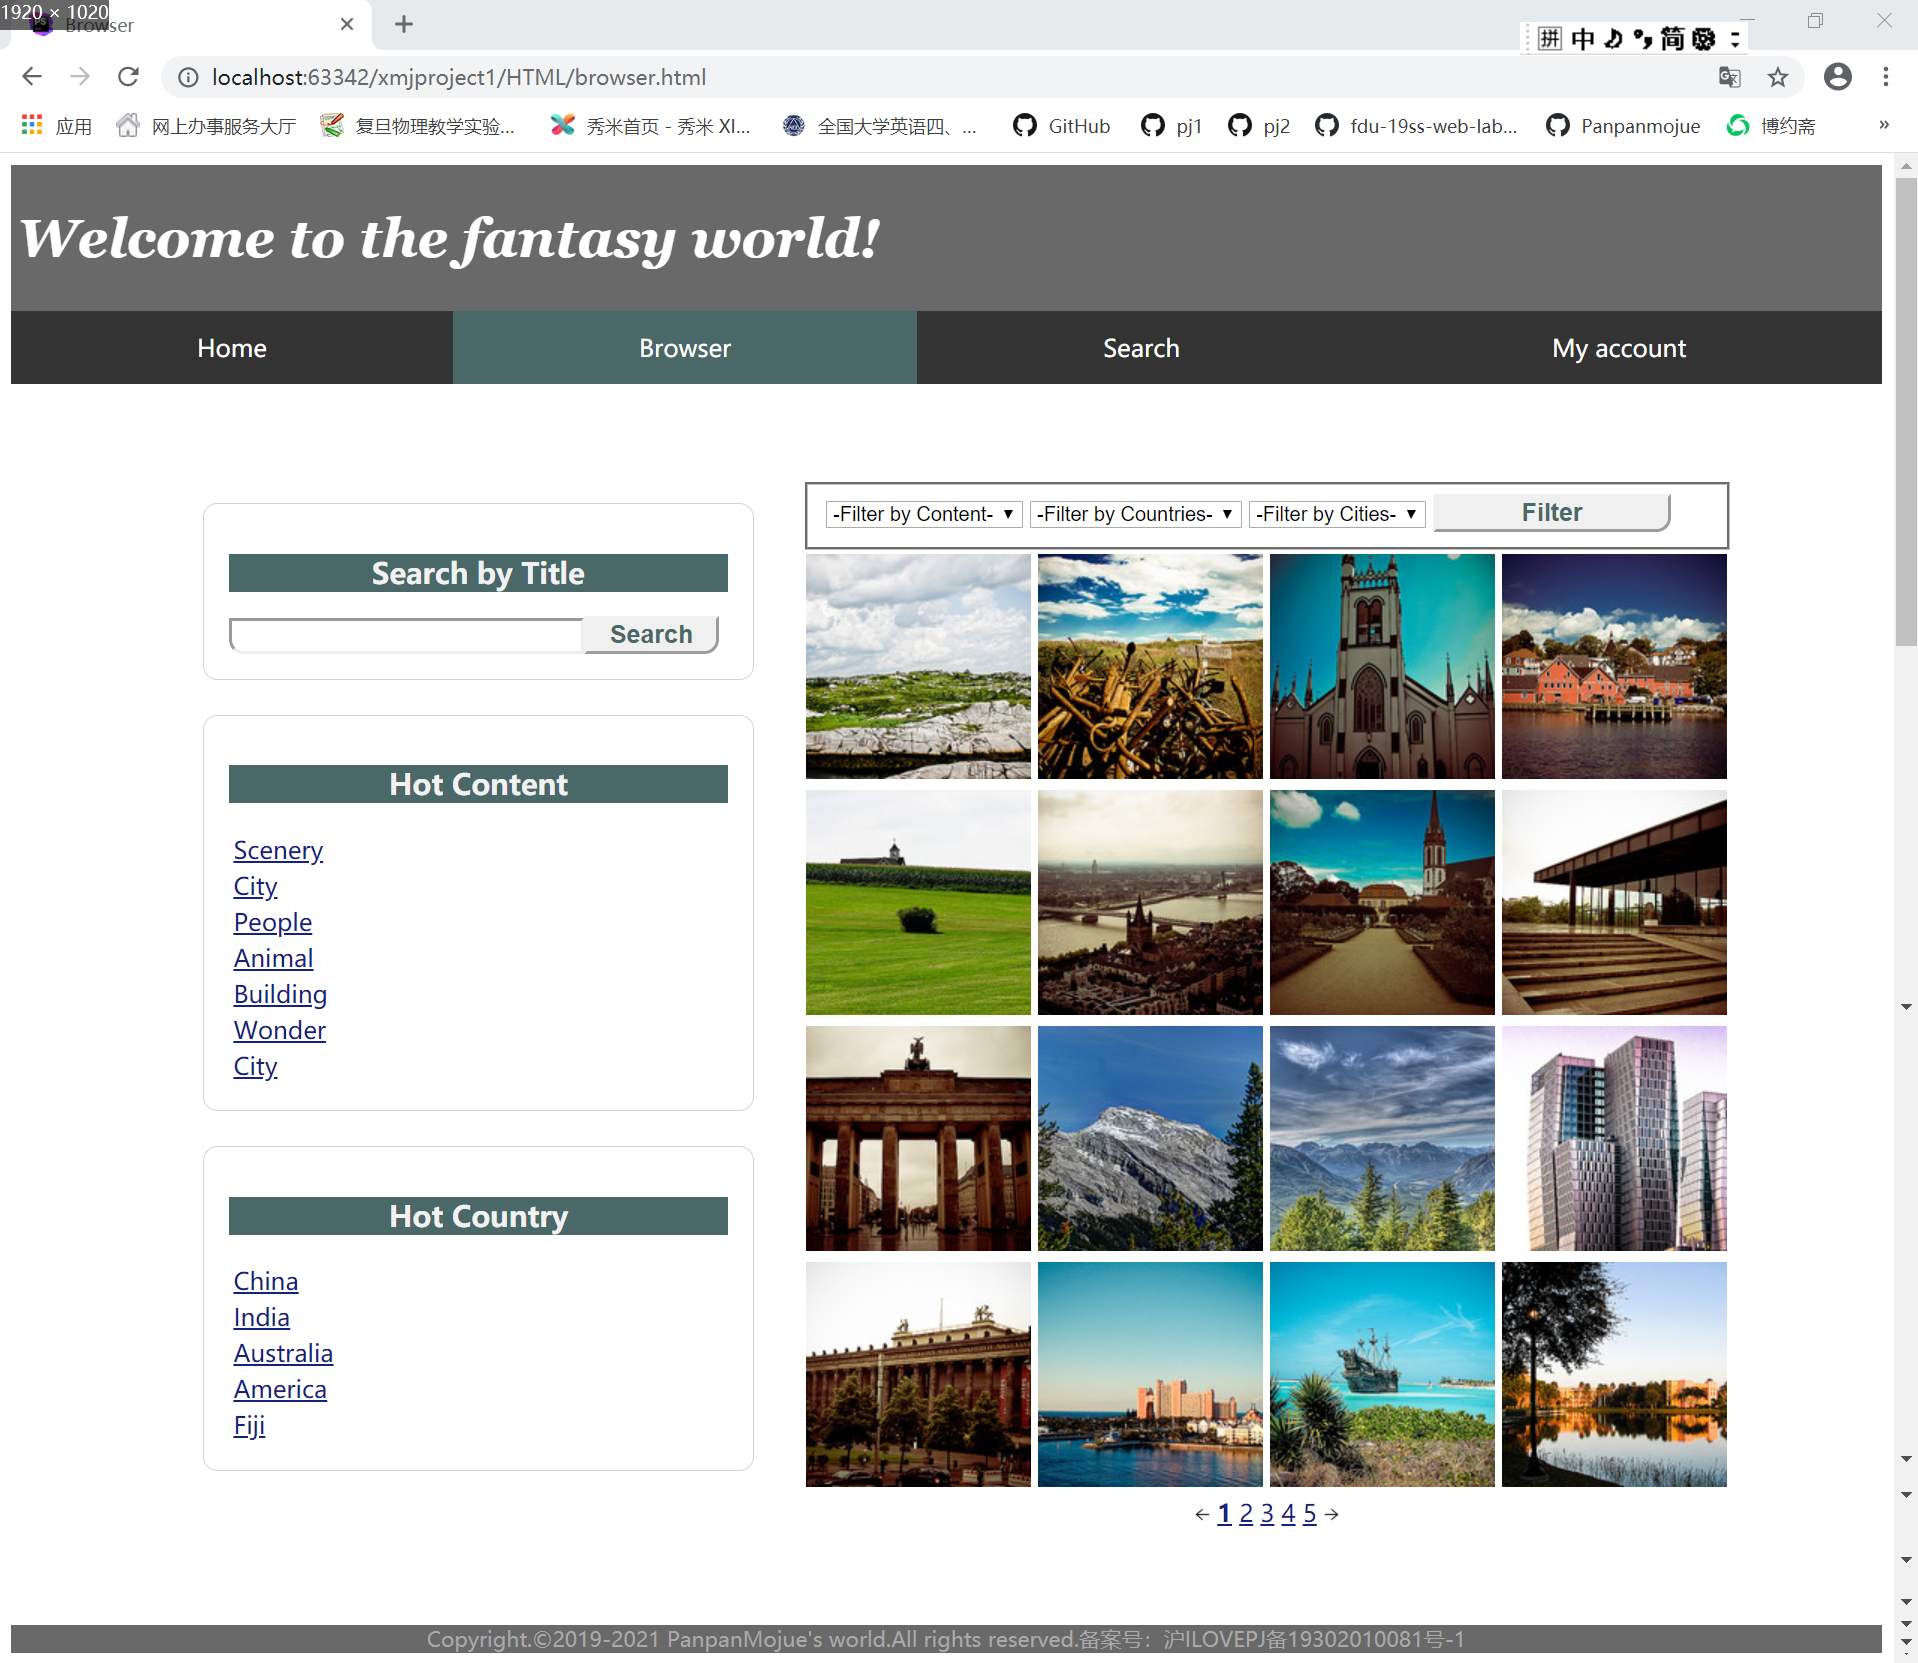 1920 × 1020
Browser
拼 中 简
localhost:63342/xmjproject1/HTML/browser.html
应用 网上办事服务大厅 复旦物理教学实验... 秀米首页 - 秀米 XI... 全国大学英语四、... GitHub pj1 pj2 fdu-19ss-web-lab... Panpanmojue 博约斋 »
Welcome to the fantasy world!
Home Browser Search My account
-Filter by Content- -Filter by Countries- -Filter by Cities- Filter
Search by Title
Search
Hot Content
Scenery
City
People
Animal
Building
Wonder
City
Hot Country
China
India
Australia
America
Fiji
← 1 2 3 4 5 →
Copyright.©2019-2021 PanpanMojue's world.All rights reserved.备案号：沪ILOVEPJ备19302010081号-1